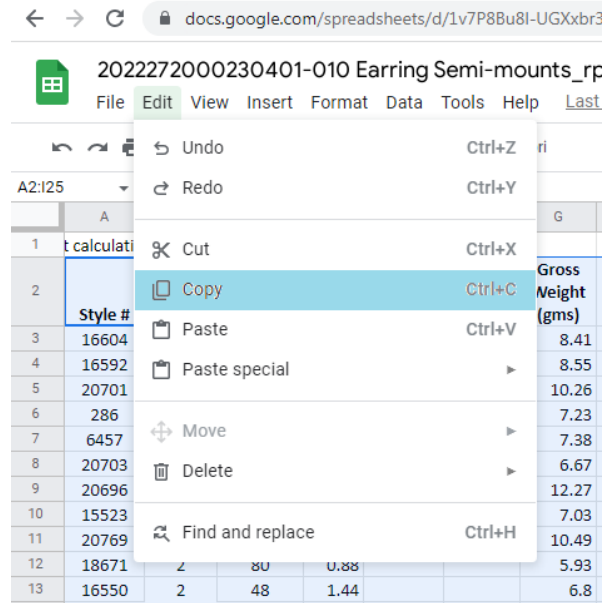 docs.google.com/spreadsheets/d/1v7P8Bu8I-UGXxbr3
2022272000230401-010 Earring Semi-mounts_rp
File Edit View Insert Format Data Tools Help Last
Undo Ctrl+Z ri
Redo Ctrl+Y
A2:I25
A G
1 t calculati
Cut Ctrl+X
2 Style # Gross Weight (gms)
Copy Ctrl+C
3 16604 8.41
Paste Ctrl+V
4 16592 8.55
Paste special
5 20701 10.26
6 286 7.23
Move
7 6457 7.38
8 20703 6.67
Delete
9 20696 12.27
10 15523 7.03
Find and replace Ctrl+H
11 20769 10.49
12 18671 2 80 0.88 5.93
13 16550 2 48 1.44 6.8